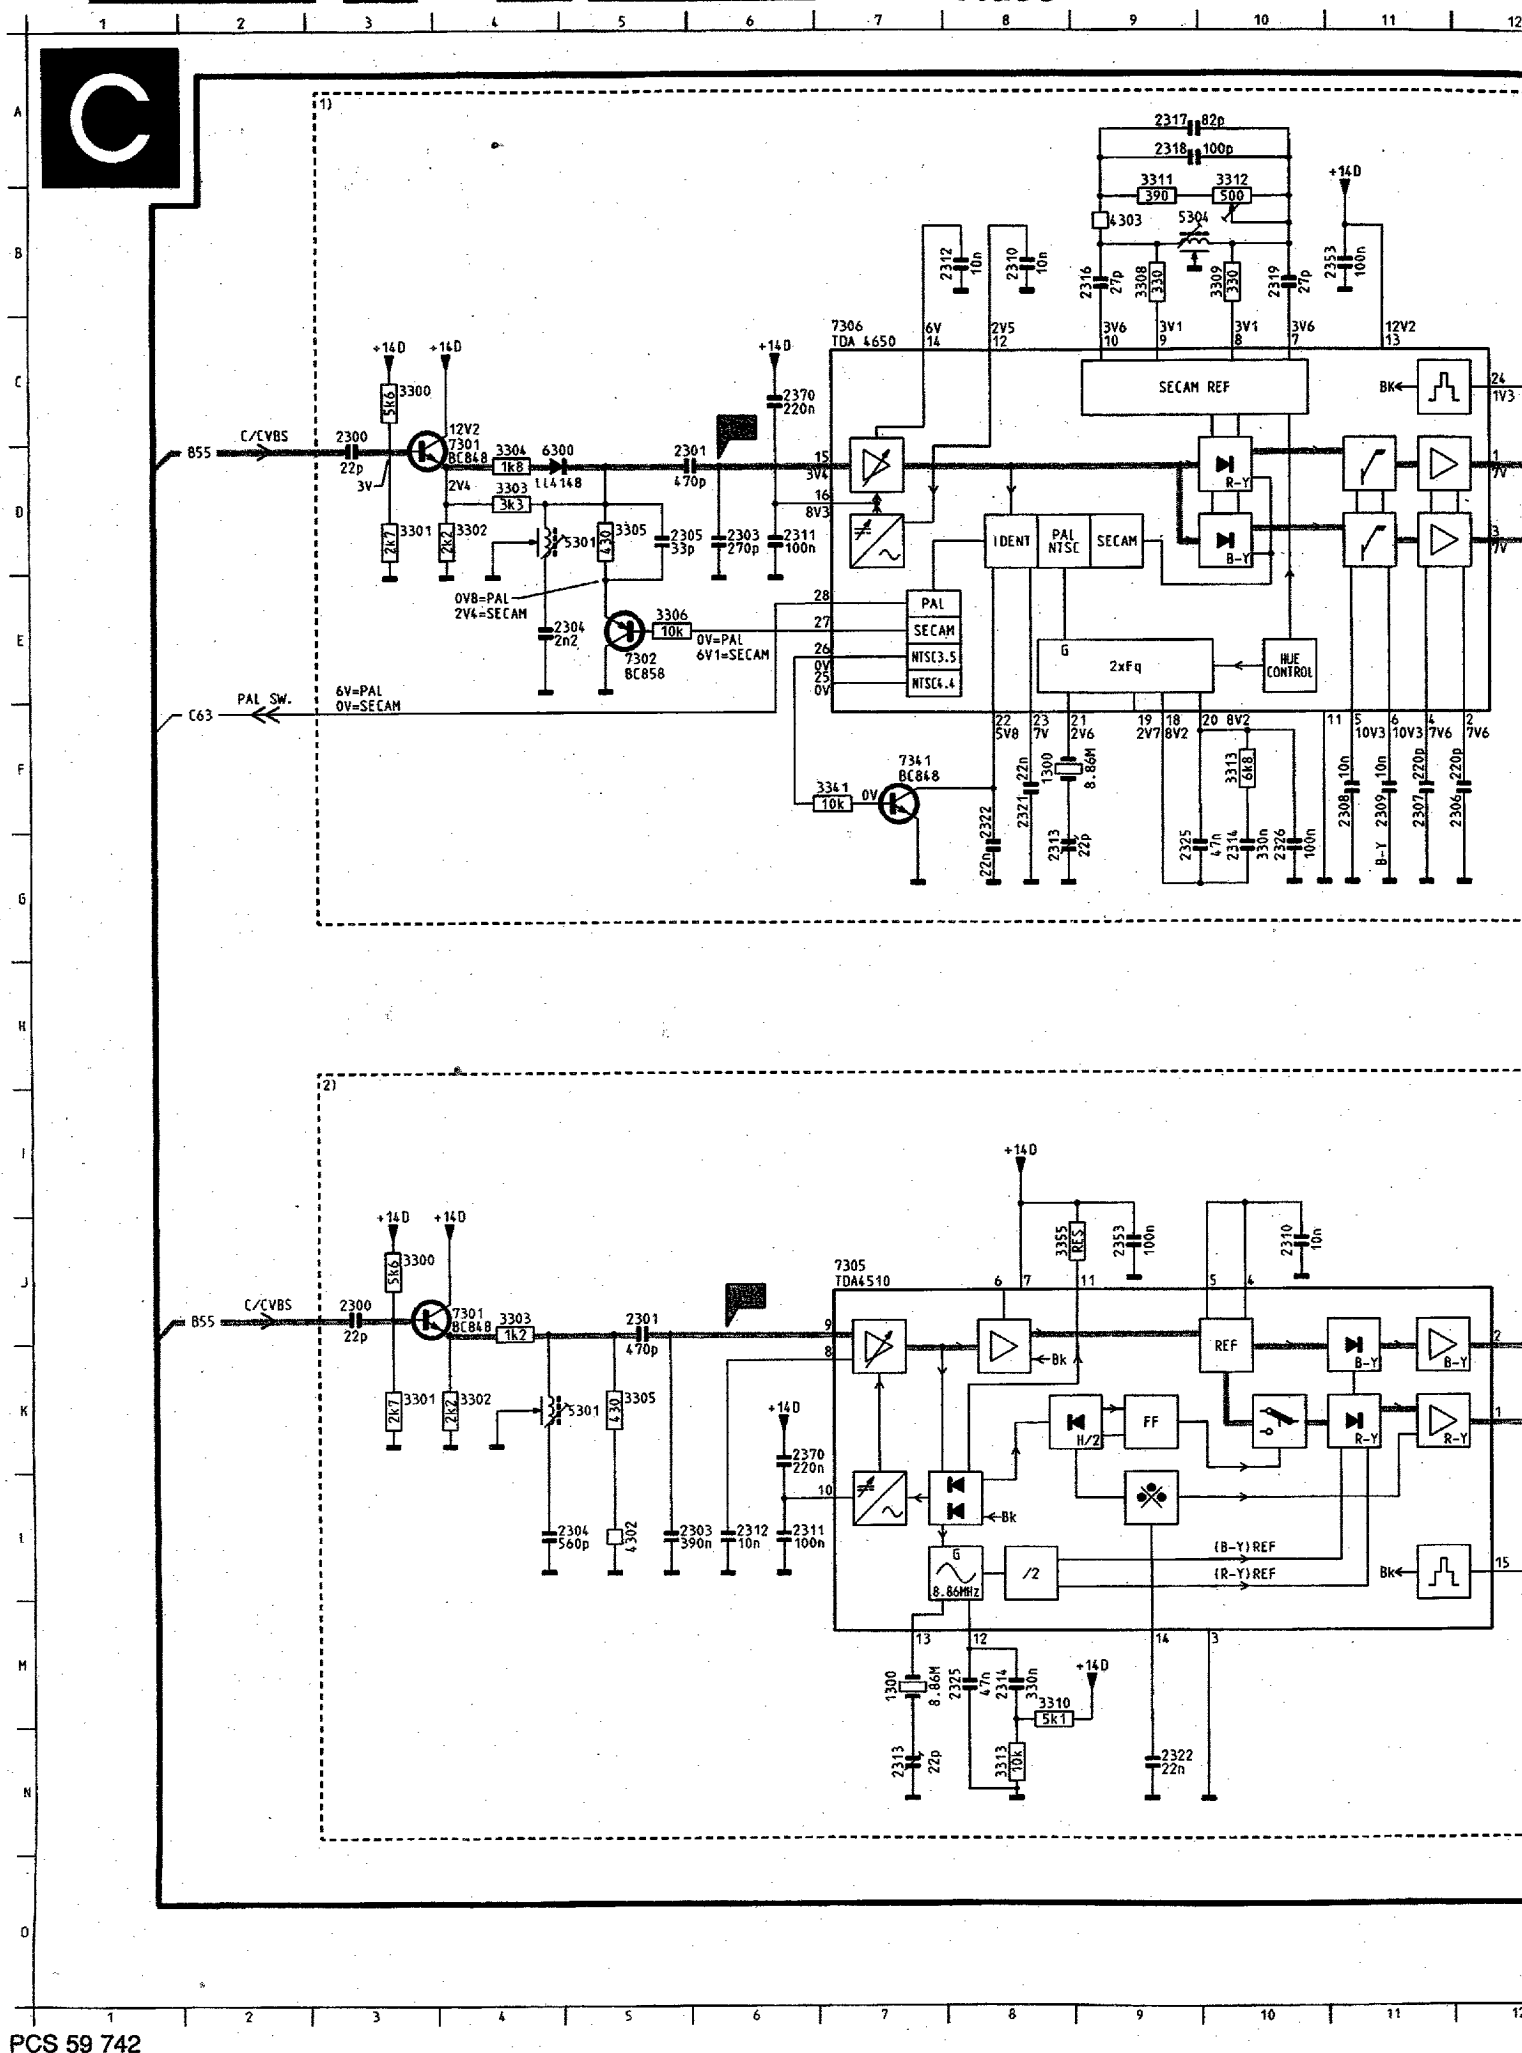 1 2 3 4 5 6 7 8 9 10 11 12
A
B
C
D
E
F
G
H
I
J
K
L
M
N
O
C
1)
2317 82p
2318 100p
3311 3312
390 500
4303
5304
+14D
2312 10n
2310 10n
2316 27p
3308 330
3309 330
2319 27p
2353 100n
7306
TDA 4650
6V
14
2V5
12
3V6
10
3V1
9
3V1
8
3V6
7
12V2
13
+14D +14D
+14D
3300
5k6
2370
220n
SECAM REF
BK
24
1V3
B55
C/CVBS
2300
22p
3V
12V2
7301
BC848
2V4
3304
1k8
6300
LL4148
2301
470p
15
3V4
16
8V3
3303
3k3
R-Y
B-Y
1
7V
3
7V
3301
2k7
3302
2k2
5301
3305
430
2305
33p
2303
270p
2311
100n
IDENT
PAL
NTSC
SECAM
0V8=PAL
2V4=SECAM
2304
2n2
7302
BC858
3306
10k
0V=PAL
6V1=SECAM
28
27
26
0V
25
0V
PAL
SECAM
NTSC3.5
NTSC4.4
G
2xFq
HUE
CONTROL
C63
PAL SW.
6V=PAL
0V=SECAM
22
5V8
23
7V
21
2V6
19
2V7
18
8V2
20 8V2
11
5
10V3
6
10V3
4
7V6
2
7V6
7341
BC848
3341
10k
0V
2322
22n
2321
22n
1300
8.86M
2313
22p
2325
47n
3313
6k8
2314
330n
2326
100n
2308 10n
B-Y 2309 10n
2307 220p
2306 220p
2)
+14D
+14D +14D
3300
5k6
3355
RES
2353
100n
2310
10n
7305
TDA4510
6 7 11 5 4
B55
C/CVBS
2300
22p
7301
BC848
3303
1k2
2301
470p
9
8
Bk
REF
B-Y
B-Y
2
3301
2k7
3302
2k2
5301
3305
430
+14D
2370
220n
10
H/2
FF
R-Y
R-Y
1
Bk
2304
560p
4302
2303
390n
2312
10n
2311
100n
G
8.86MHz
/2
(B-Y)REF
(R-Y)REF
Bk
15
13 12 14 3
1300
8.86M
2325
47n
2314
330n
+14D
3310
5k1
2313
22p
3313
10k
2322
22n
1 2 3 4 5 6 7 8 9 10 11 12
PCS 59 742